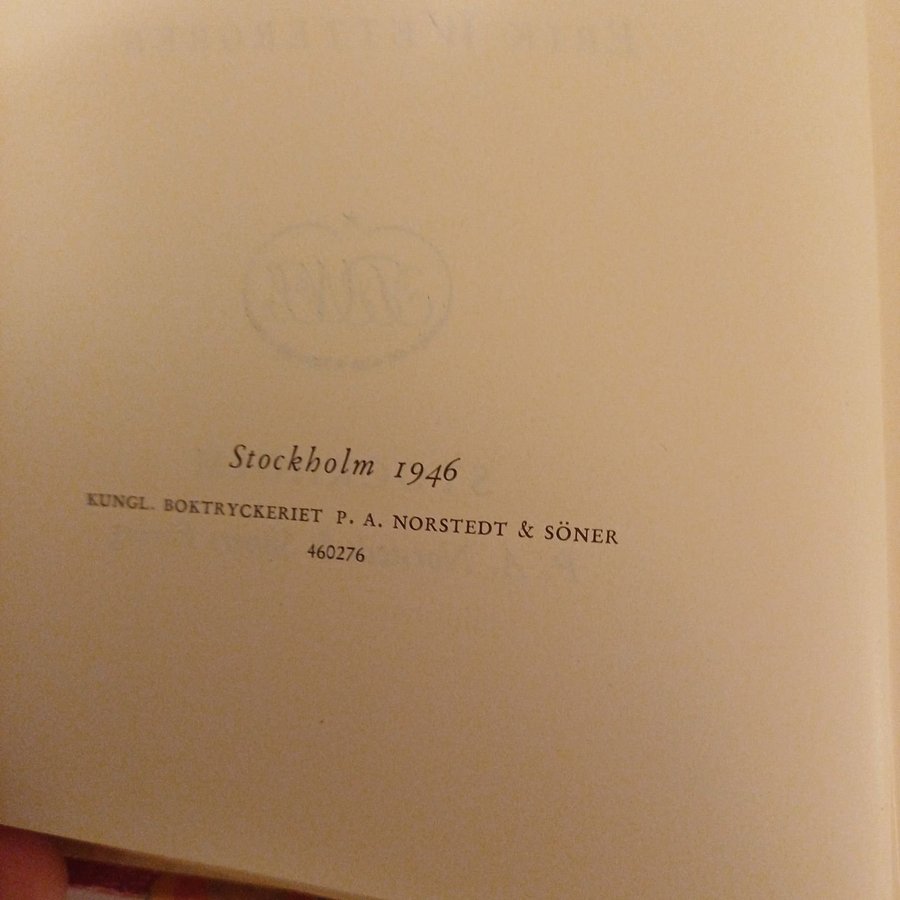 Stockholm 1946
KUNGL. BOKTRYCKERIET P. A. NORSTEDT & SÖNER
460276